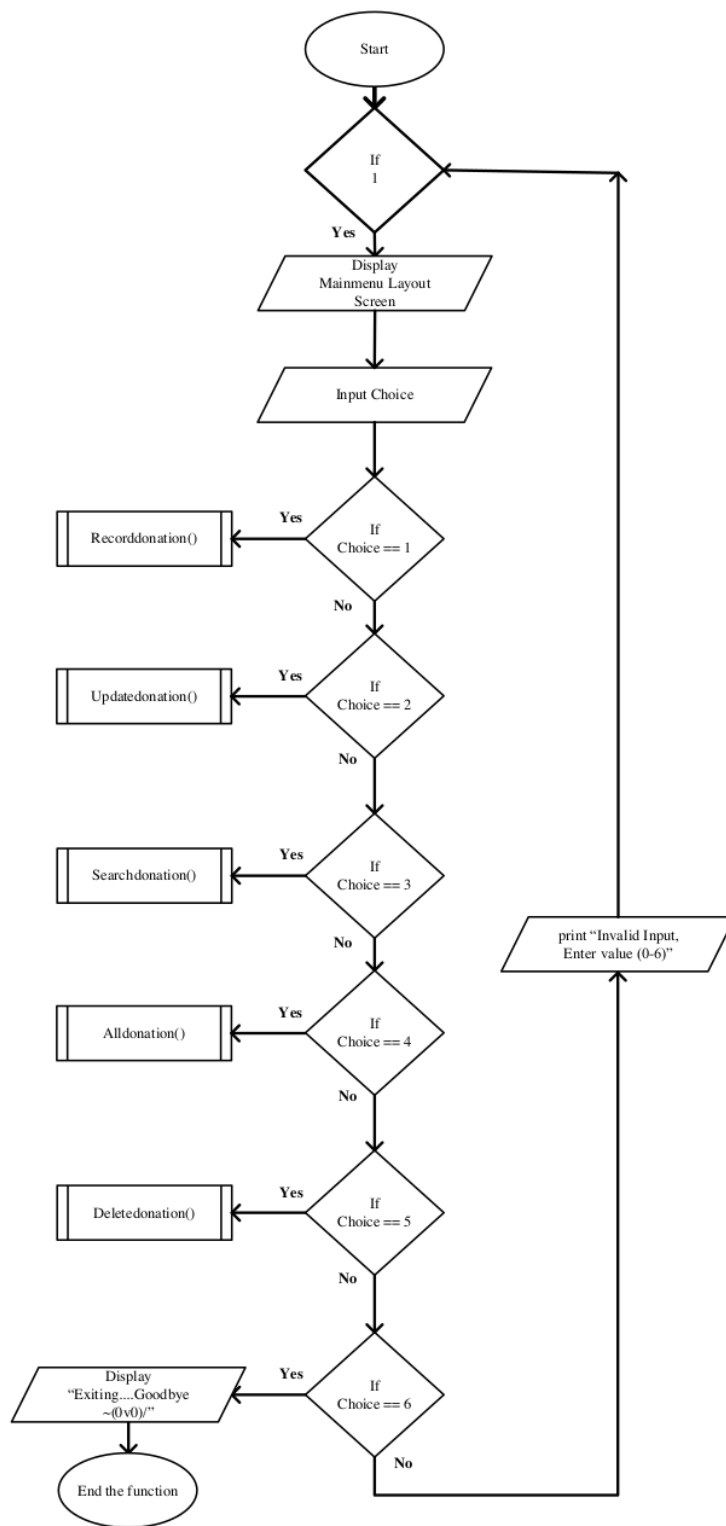 Start
If
1
Yes
Display
Mainmenu Layout
Screen
Input Choice
If
Choice == 1
Yes
Recorddonation()
No
If
Choice == 2
Yes
Updatedonation()
No
If
Choice == 3
Yes
Searchdonation()
No
If
Choice == 4
Yes
Alldonation()
No
If
Choice == 5
Yes
Deletedonation()
No
If
Choice == 6
Yes
Display
“Exiting....Goodbye
~(0v0)/”
End the function
No
print “Invalid Input,
Enter value (0-6)”